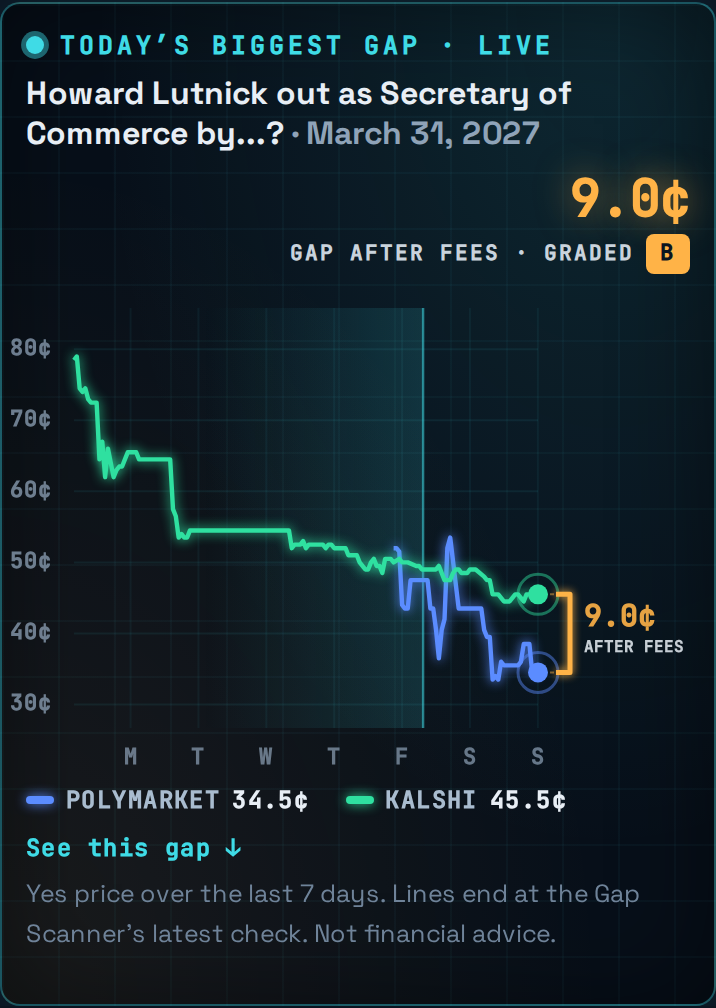 TODAY’S BIGGEST GAP · LIVE
Howard Lutnick out as Secretary of
Commerce by...? · March 31, 2027
9.0¢
GAP AFTER FEES · GRADED B
80¢
70¢
60¢
50¢
40¢
30¢
9.0¢
AFTER FEES
M T W T F S S
POLYMARKET 34.5¢ KALSHI 45.5¢
See this gap ↓
Yes price over the last 7 days. Lines end at the Gap
Scanner’s latest check. Not financial advice.